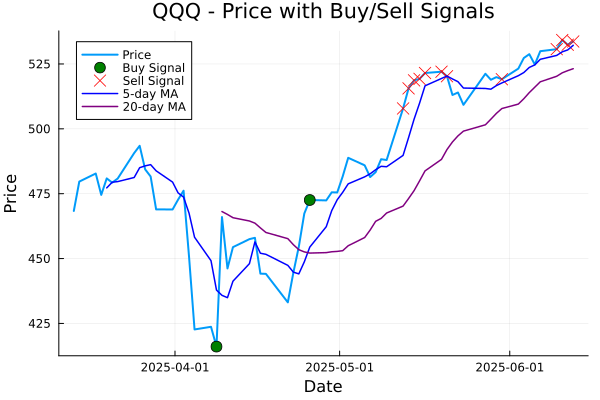 QQQ - Price with Buy/Sell Signals
Price
Buy Signal
Sell Signal
5-day MA
20-day MA
525
500
475
450
425
Price
2025-04-01
2025-05-01
2025-06-01
Date